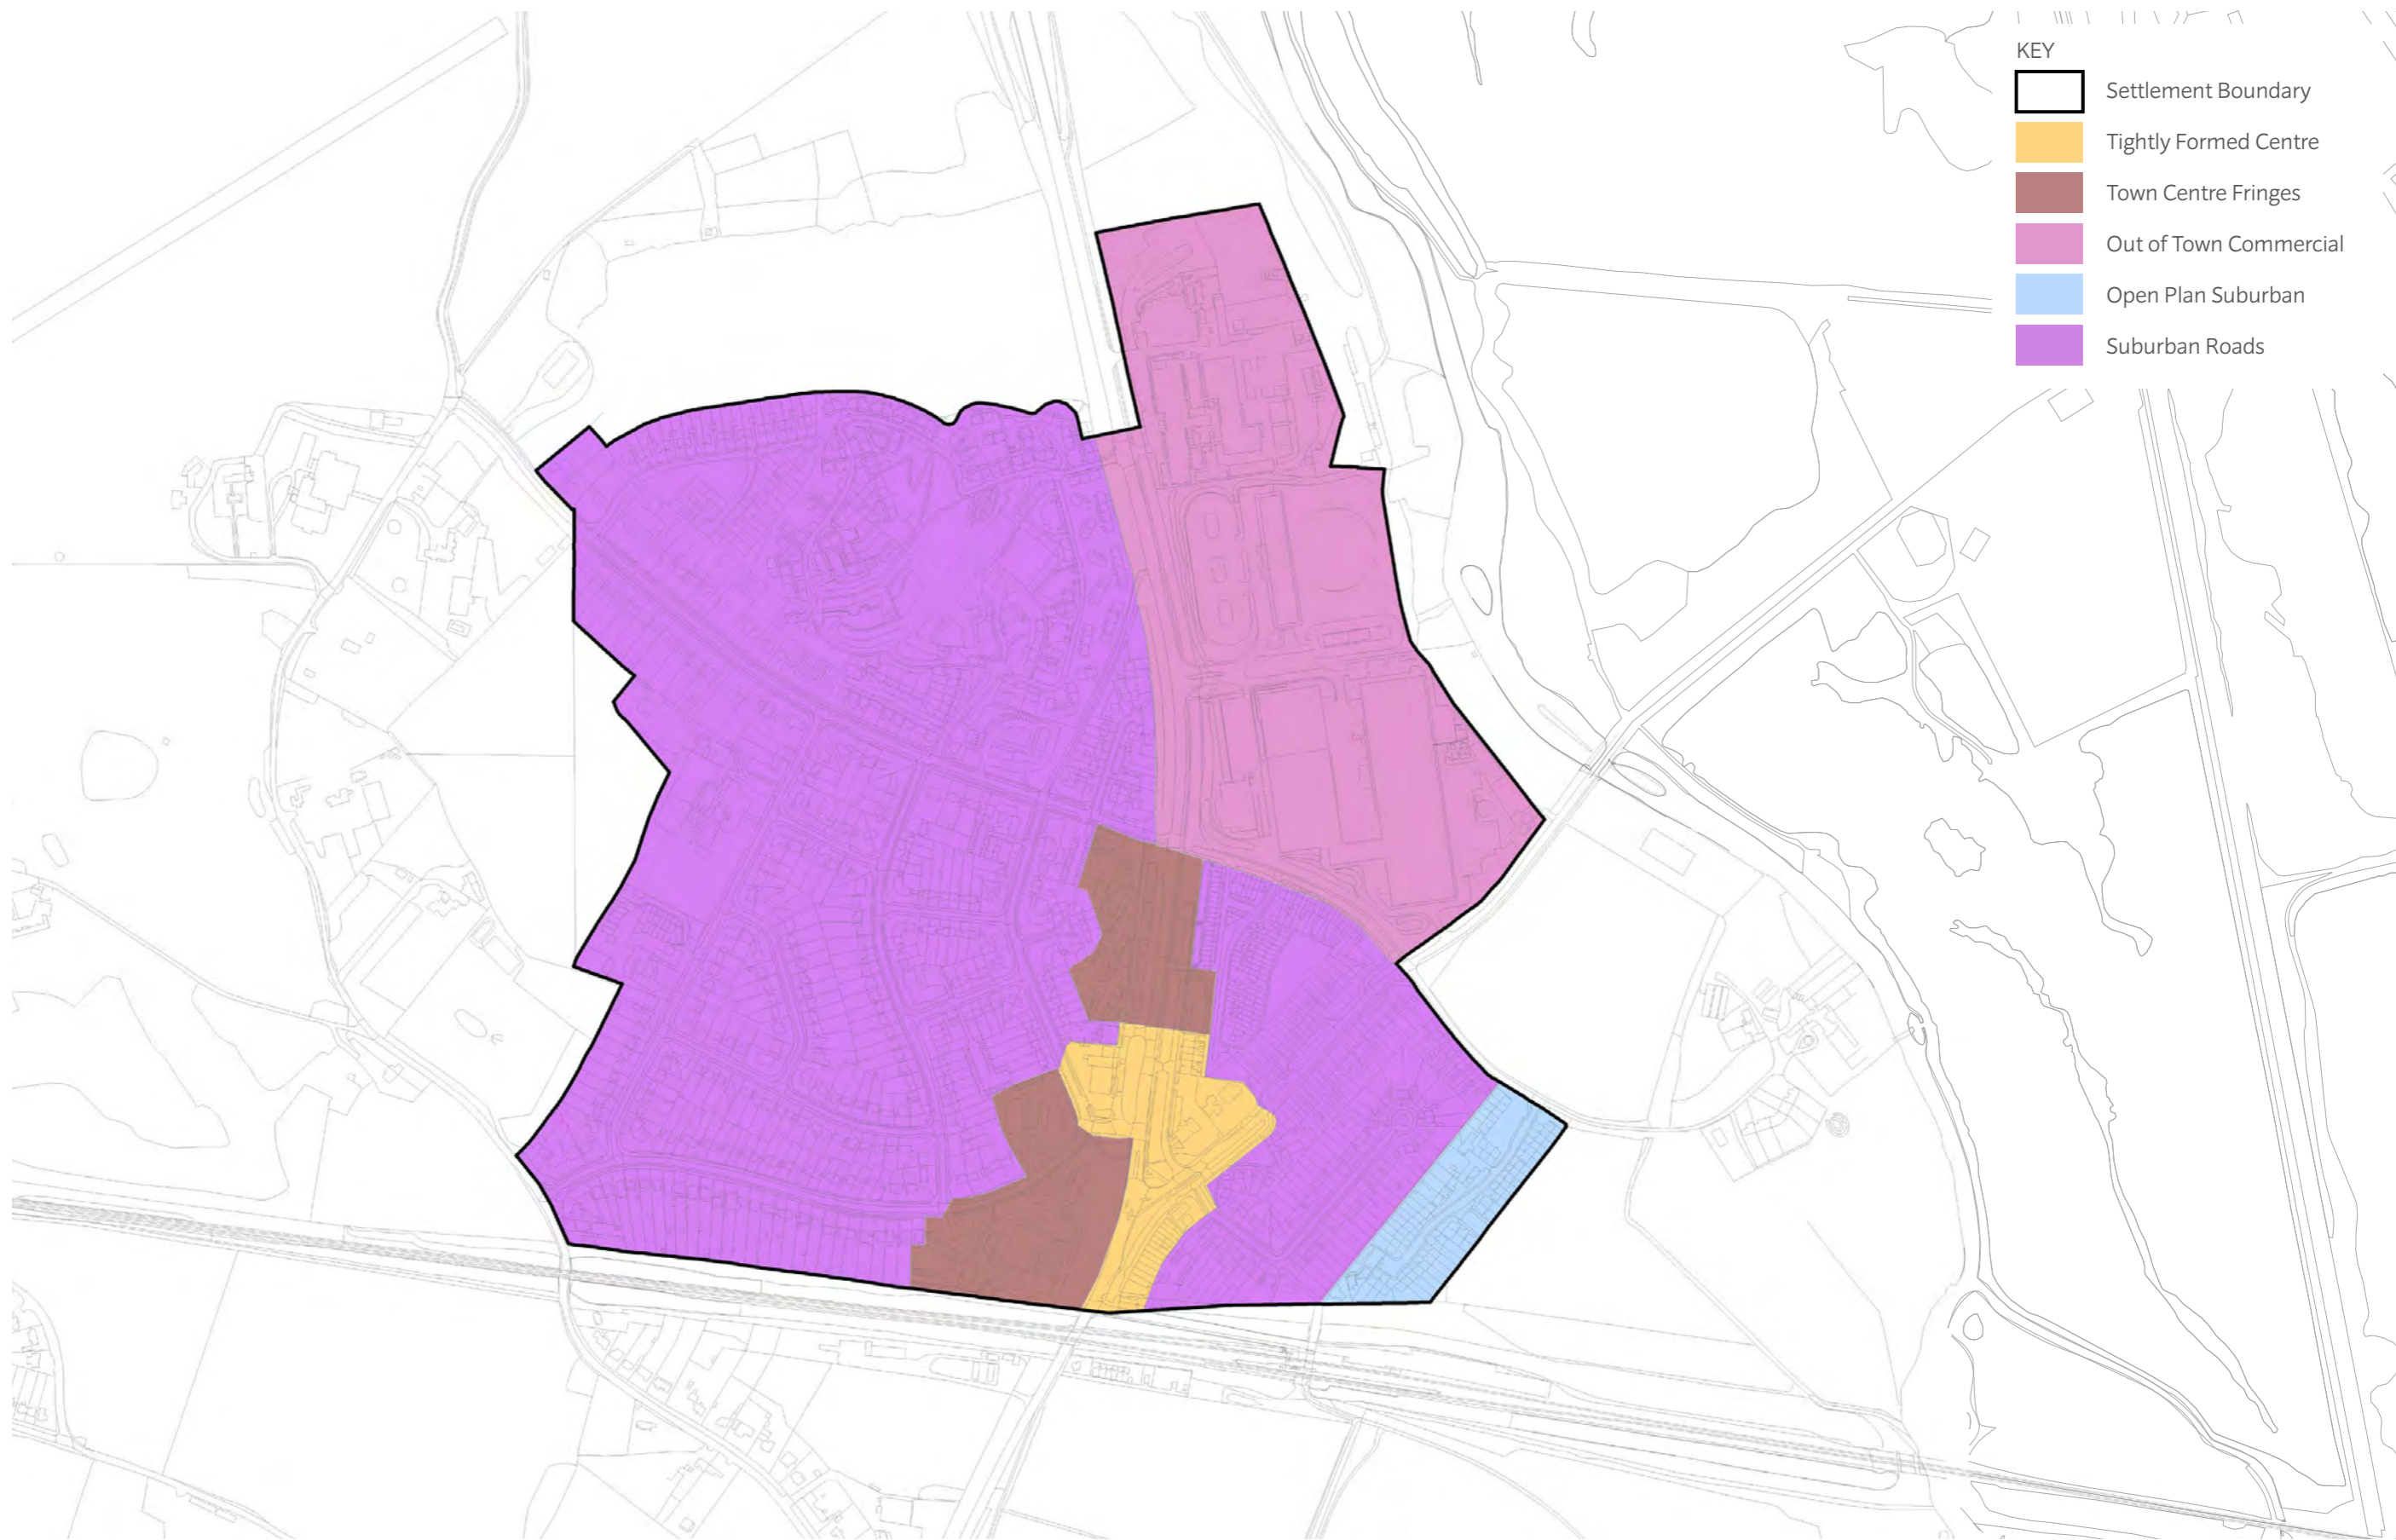 KEY
Settlement Boundary
Tightly Formed Centre
Town Centre Fringes
Out of Town Commercial
Open Plan Suburban
Suburban Roads